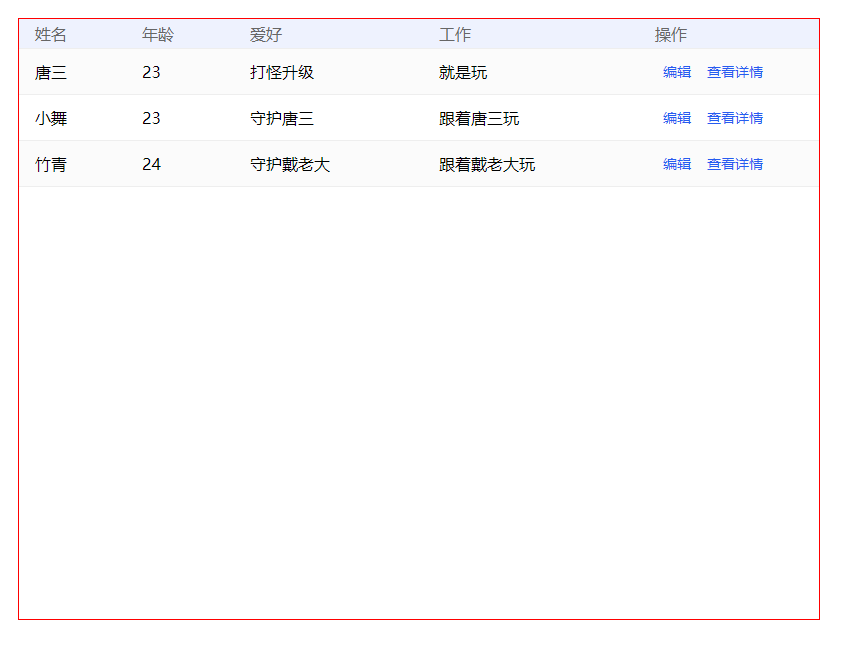 姓名 年龄 爱好 工作 操作
唐三 23 打怪升级 就是玩 编辑 查看详情
小舞 23 守护唐三 跟着唐三玩 编辑 查看详情
竹青 24 守护戴老大 跟着戴老大玩 编辑 查看详情